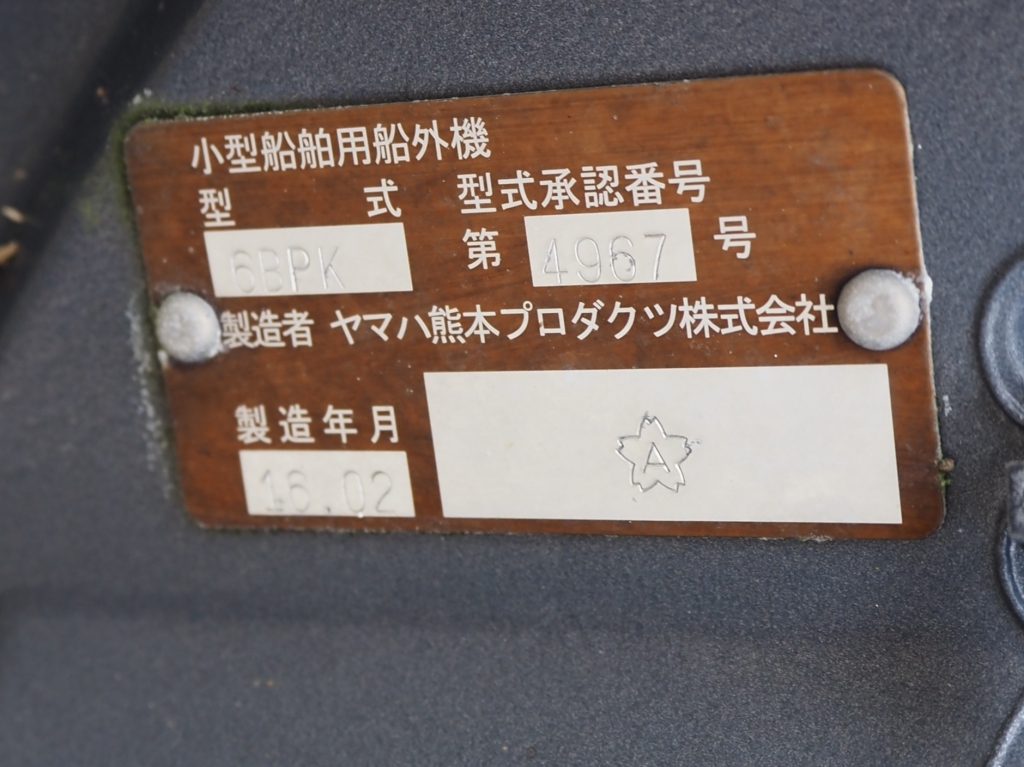 小型船舶用船外機
型式 型式承認番号
6BPK 第 4967 号
製造者 ヤマハ熊本プロダクツ株式会社
製造年月
16.02
A